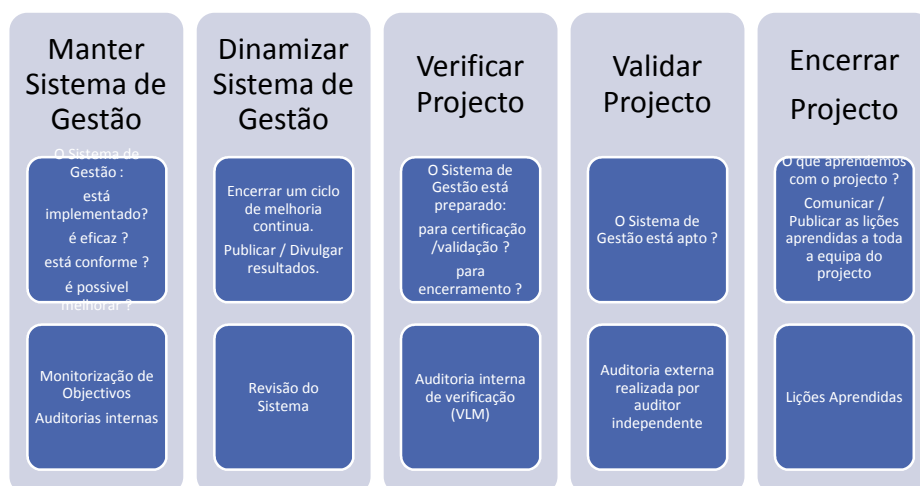 Manter
Sistema de
Gestão
O Sistema de
Gestão :
está
implementado?
é eficaz ?
está conforme ?
é possivel
melhorar ?
Monitorização de
Objectivos
Auditorias internas
Dinamizar
Sistema de
Gestão
Encerrar um ciclo
de melhoria
continua.
Publicar / Divulgar
resultados.
Revisão do
Sistema
Verificar
Projecto
O Sistema de
Gestão está
preparado:
para certificação
/validação ?
para
encerramento ?
Auditoria interna
de verificação
(VLM)
Validar
Projecto
O Sistema de
Gestão está apto ?
Auditoria externa
realizada por
auditor
independente
Encerrar
Projecto
O que aprendemos
com o projecto ?
Comunicar /
Publicar as lições
aprendidas a toda
a equipa do
projecto
Lições Aprendidas